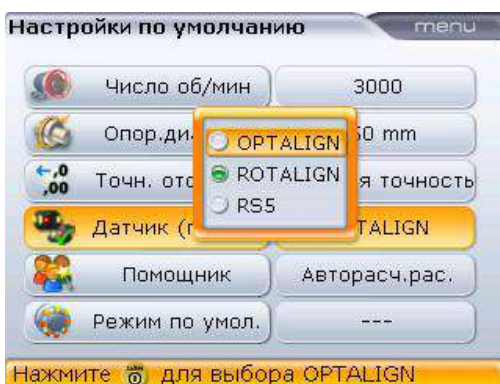 Настройки по умолчанию menu
Число об/мин 3000
Опор.ди 50 mm
OPTALIGN
Точн. ото я точность
ROTALIGN
RS5
Датчик ( TALIGN
Помощник Авторасч.рас.
Режим по умол. ---
Нажмите для выбора OPTALIGN